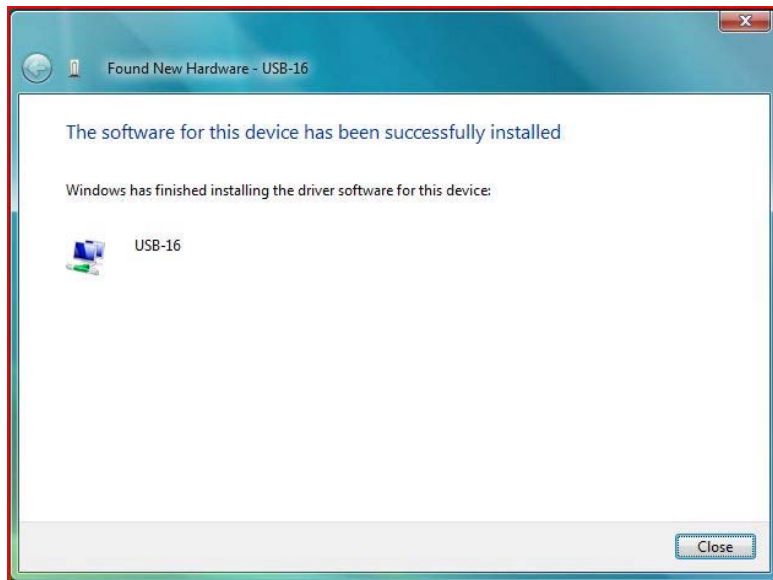 Found New Hardware - USB-16
The software for this device has been successfully installed
Windows has finished installing the driver software for this device:
USB-16
Close